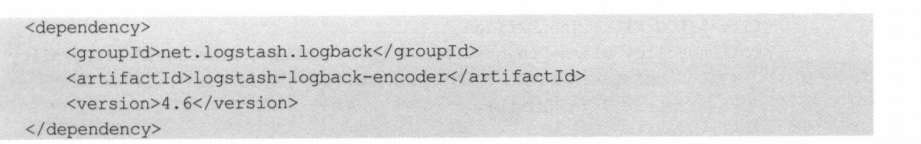 <dependency>
    <groupId>net.logstash.logback</groupId>
    <artifactId>logstash-logback-encoder</artifactId>
    <version>4.6</version>
</dependency>